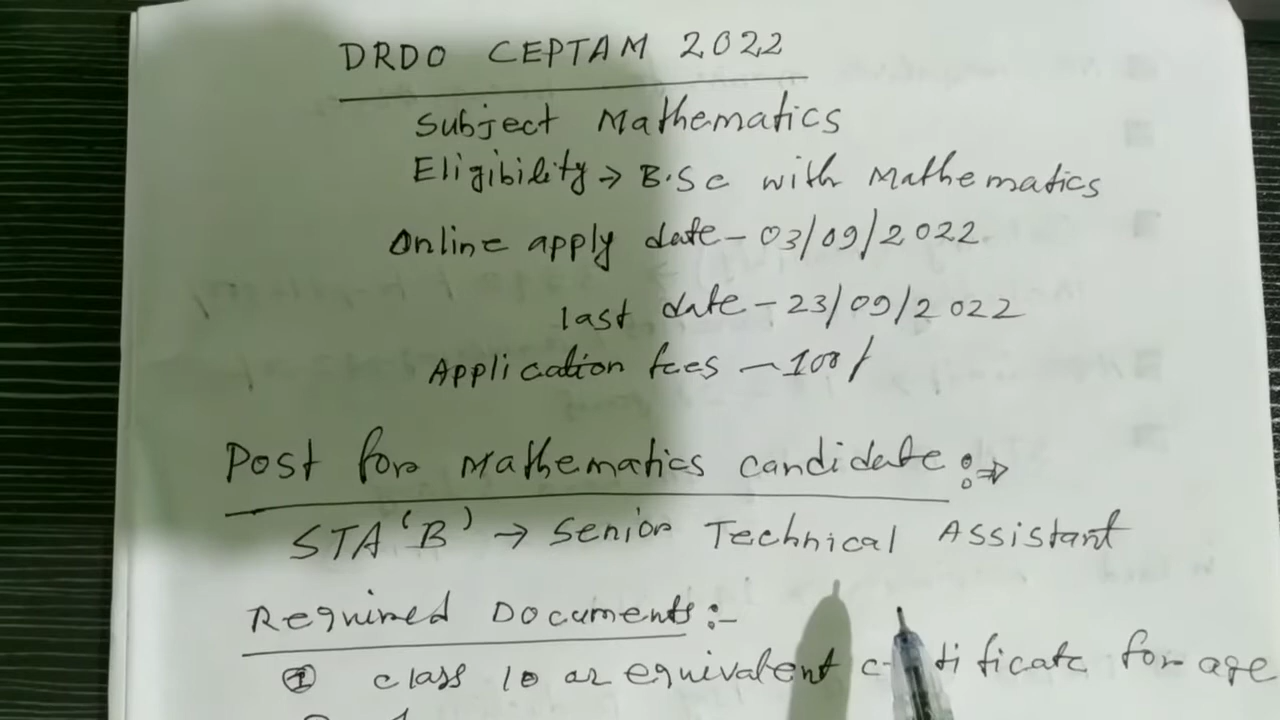 DRDO CEPTAM 2022
Subject Mathematics
Eligibility → B.Sc with Mathematics
Online apply date - 03/09/2022
last date - 23/09/2022
Application fees - 100/
Post for Mathematics candidate :⇒
STA 'B' → Senior Technical Assistant
Required Documents :-
① class 10 or equivalent certificate for age